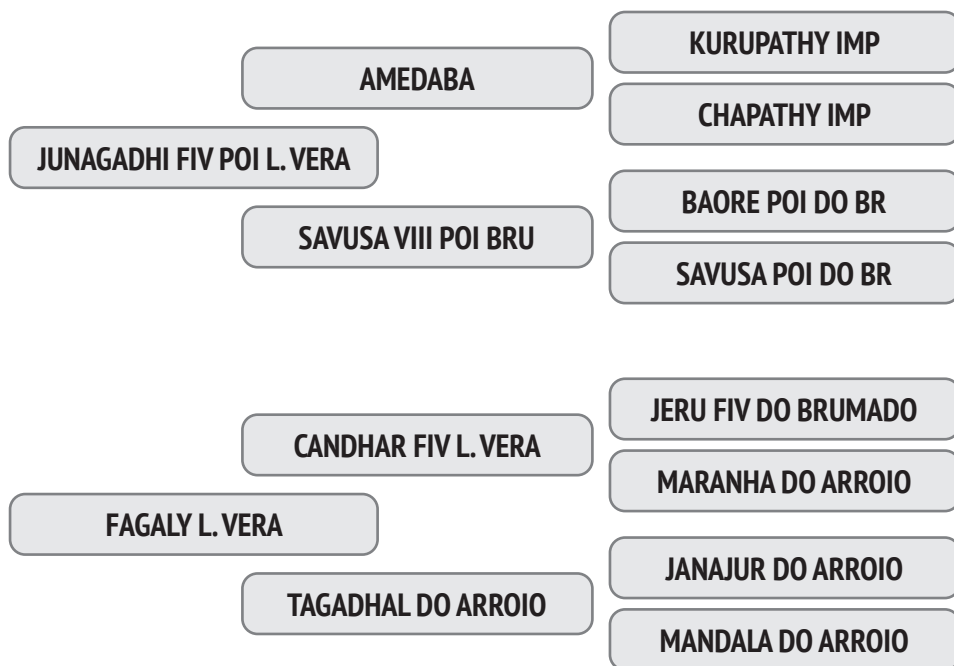 KURUPATHY IMP
AMEDABA
CHAPATHY IMP
JUNAGADHI FIV POI L. VERA
BAORE POI DO BR
SAVUSA VIII POI BRU
SAVUSA POI DO BR
JERU FIV DO BRUMADO
CANDHAR FIV L. VERA
MARANHA DO ARROIO
FAGALY L. VERA
JANAJUR DO ARROIO
TAGADHAL DO ARROIO
MANDALA DO ARROIO